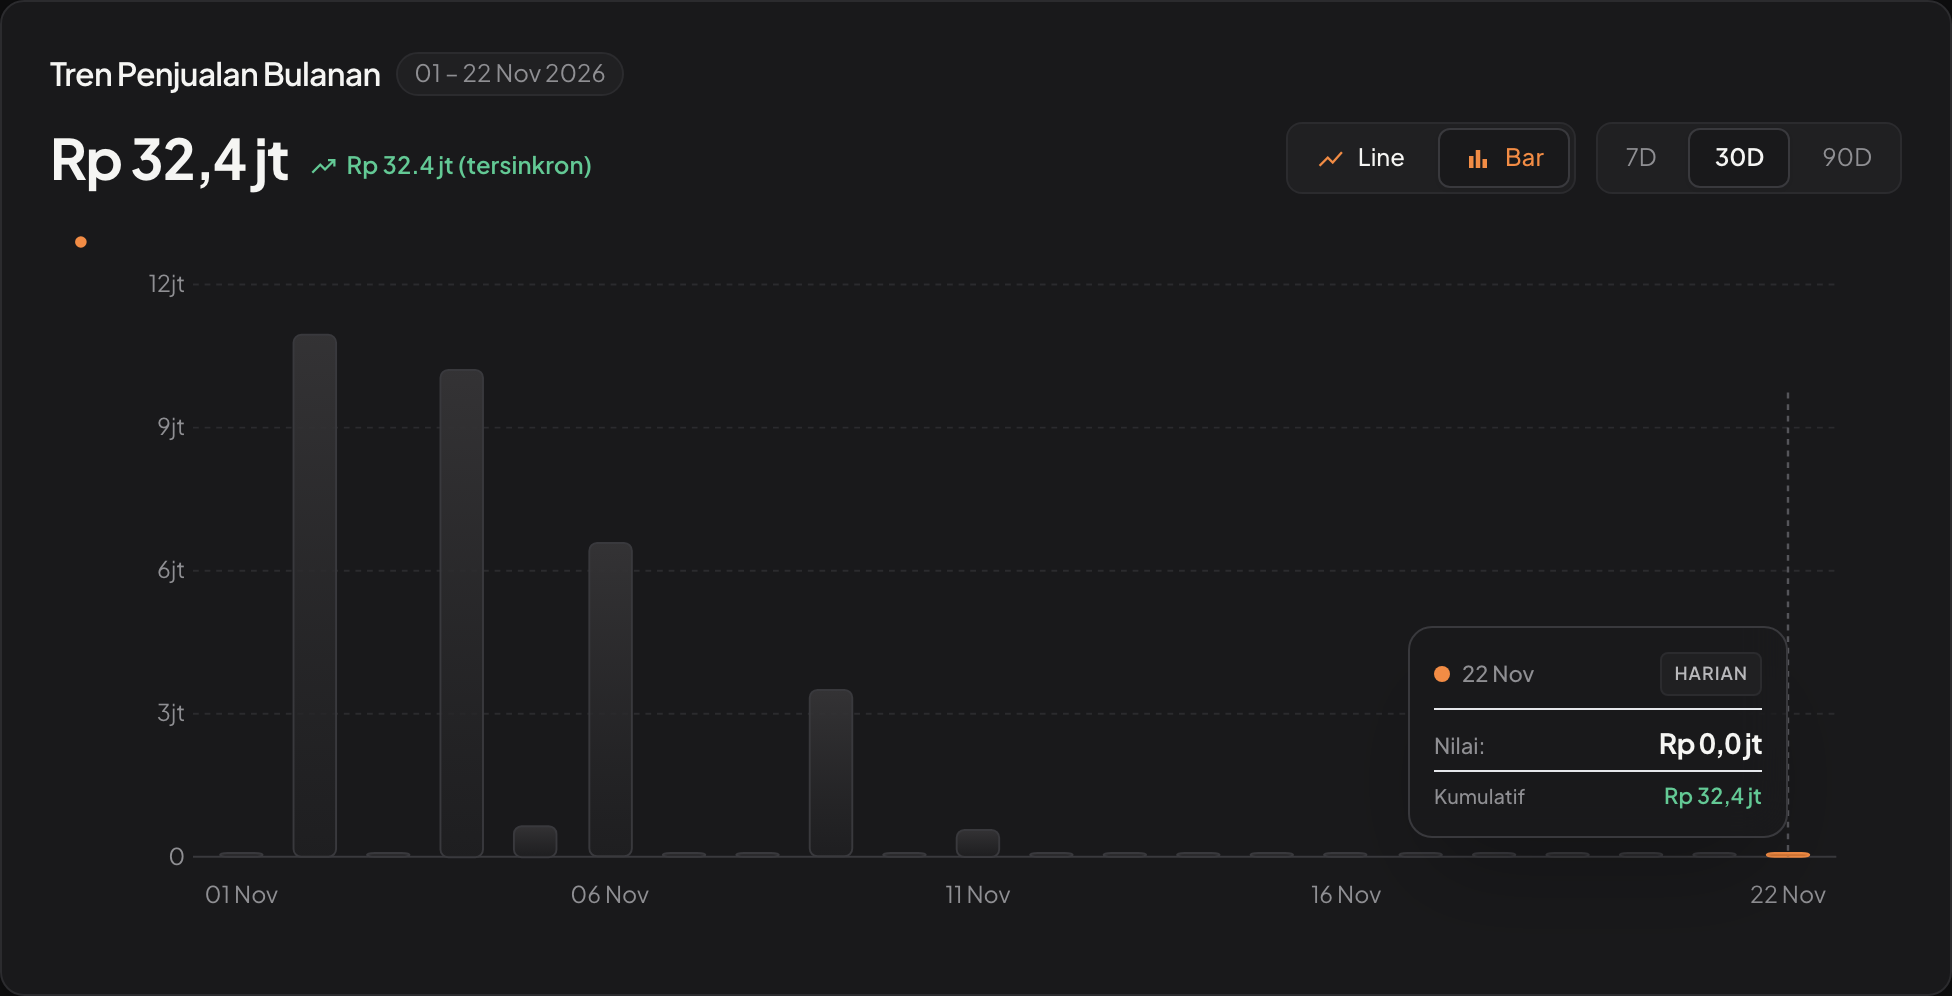 Tren Penjualan Bulanan
01 – 22 Nov 2026
Rp 32,4 jt
Rp 32.4 jt (tersinkron)
Line
Bar
7D
30D
90D
12jt
9jt
6jt
3jt
0
22 Nov
HARIAN
Nilai:
Rp 0,0 jt
Kumulatif
Rp 32,4 jt
01 Nov
06 Nov
11 Nov
16 Nov
22 Nov